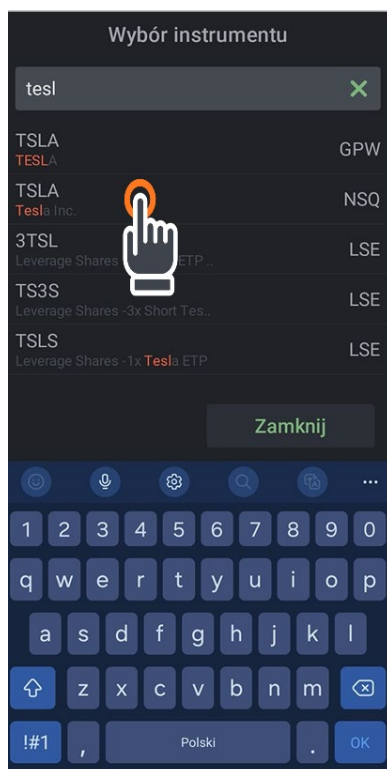 Wybór instrumentu
tesl
TSLA GPW
TESLA
TSLA NSQ
Tesla Inc.
3TSL LSE
Leverage Shares ETP ..
TS3S LSE
Leverage Shares -3x Short Tes..
TSLS LSE
Leverage Shares -1x Tesla ETP
Zamknij
1 2 3 4 5 6 7 8 9 0
q w e r t y u i o p
a s d f g h j k l
z x c v b n m
!#1 , Polski . OK